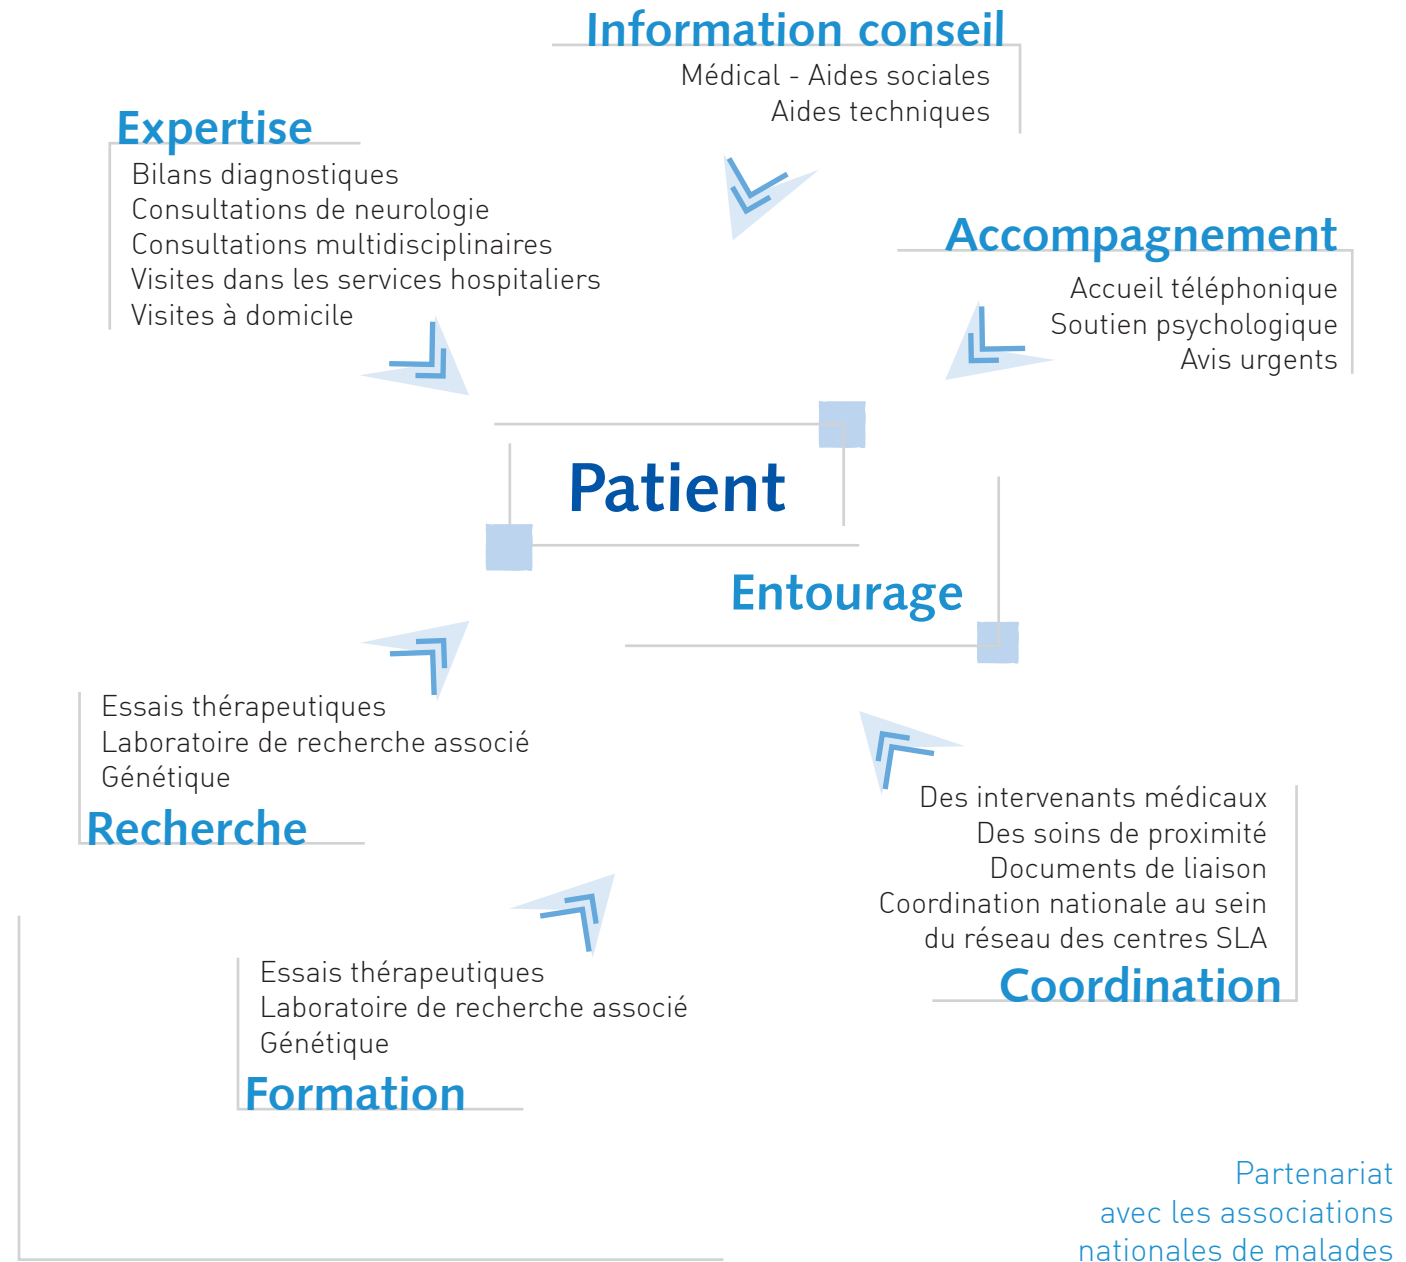 Information conseil
Médical - Aides sociales
Aides techniques
Expertise
Bilans diagnostiques
Consultations de neurologie
Consultations multidisciplinaires
Visites dans les services hospitaliers
Visites à domicile
Accompagnement
Accueil téléphonique
Soutien psychologique
Avis urgents
Patient
Entourage
Essais thérapeutiques
Laboratoire de recherche associé
Génétique
Recherche
Des intervenants médicaux
Des soins de proximité
Documents de liaison
Coordination nationale au sein
du réseau des centres SLA
Coordination
Essais thérapeutiques
Laboratoire de recherche associé
Génétique
Formation
Partenariat
avec les associations
nationales de malades